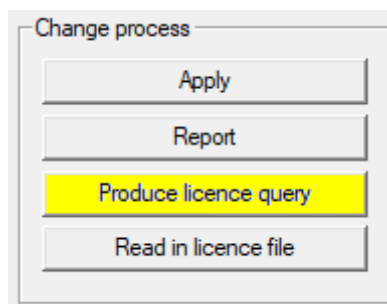 Change process
Apply
Report
Produce licence query
Read in licence file